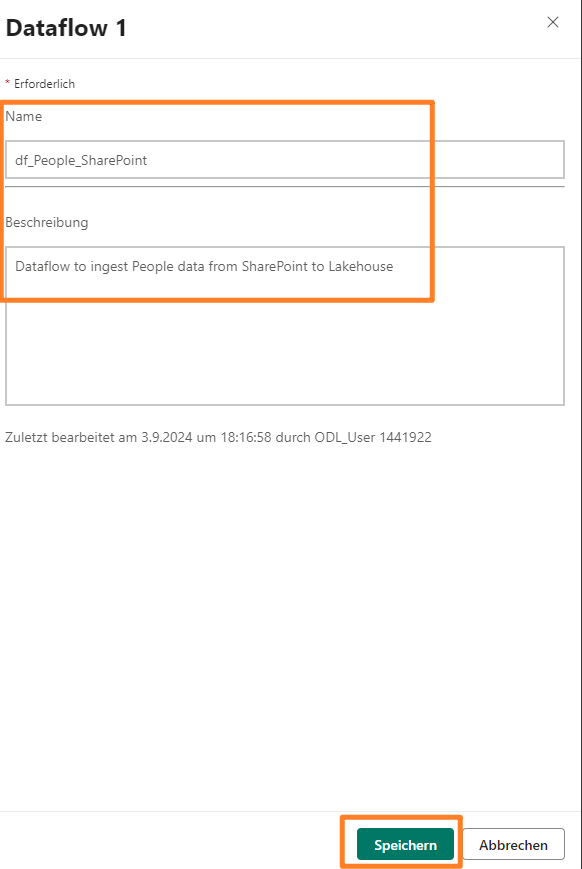 Dataflow 1
* Erforderlich
Name
df_People_SharePoint
Beschreibung
Dataflow to ingest People data from SharePoint to Lakehouse
Zuletzt bearbeitet am 3.9.2024 um 18:16:58 durch ODL_User 1441922
Speichern Abbrechen